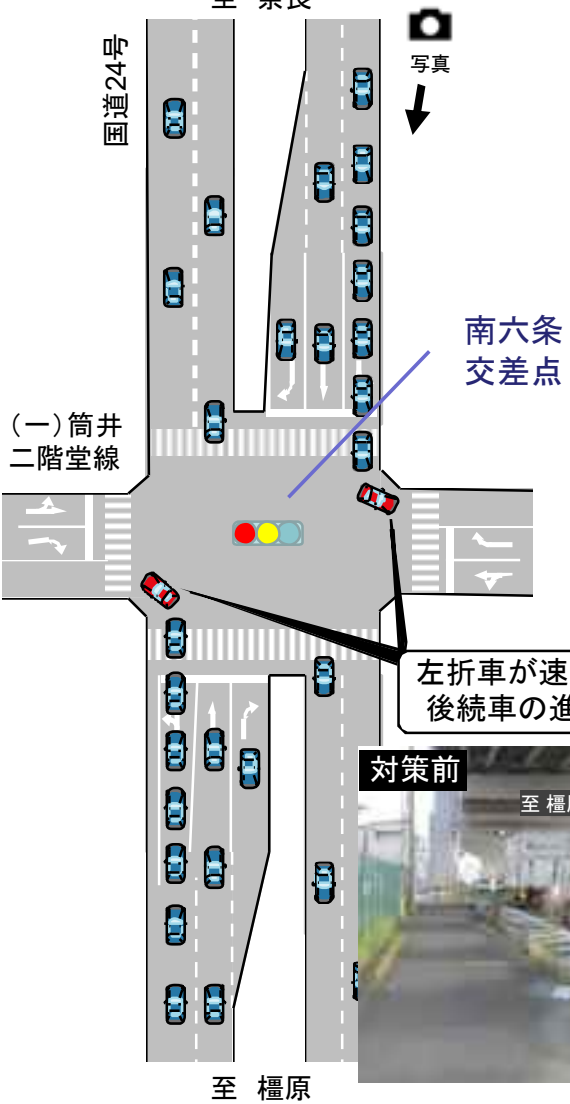 至 奈良
国道24号
写真
南六条
交差点
(一)筒井
二階堂線
左折車が速
後続車の進
対策前
至 橿原
至 橿原